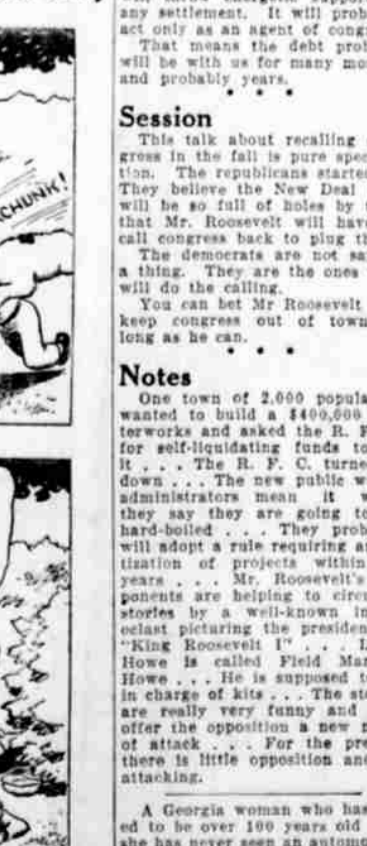 CHUNK!
any settlement. It will prob
act only as an agent of cong
That means the debt prob
will be with us for many mo
and probably years.
* * *
Session
This talk about recalling
gress in the fall is pure spec
tion. The republicans started
They believe the New Deal
will be so full of holes by
that Mr. Roosevelt will have
call congress back to plug th
The democrats are not say
a thing. They are the ones
will do the calling.
You can bet Mr Roosevelt
keep congress out of town
long as he can.
* * *
Notes
One town of 2,000 popula
wanted to build a $400,000
terworks and asked the R. F
for self-liquidating funds to
it . . . The R. F. C. turne
down . . . The new public w
administrators mean it w
they say they are going to
hard-boiled . . . They prob
will adopt a rule requiring a
tization of projects within
years . . . Mr. Roosevelt's
ponents are helping to circu
stories by a well-known in
oclast picturing the presiden
"King Roosevelt I" . . . L
Howe is called Field Mar
Howe . . . He is supposed t
in charge of kits . . . The sto
are really very funny and
offer the opposition a new m
of attack . . . For the pre
there is little opposition and
attacking.
A Georgia woman who has
ed to be over 100 years old
she has never seen an automo